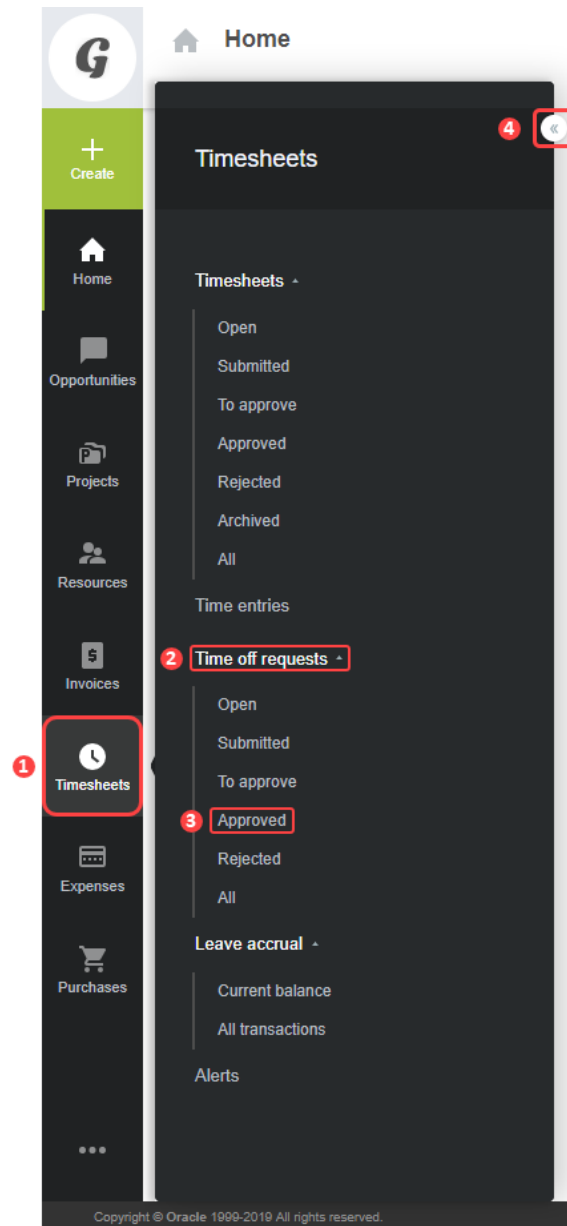 G
Home
4
«
Create
Timesheets
Home
Timesheets
Open
Submitted
Opportunities
To approve
Approved
Projects
Rejected
Archived
All
Resources
Time entries
2
Time off requests
$
Invoices
Open
Submitted
1
Timesheets
To approve
3
Approved
Rejected
Expenses
All
Leave accrual
Purchases
Current balance
All transactions
Alerts
Copyright © Oracle 1999-2019 All rights reserved.